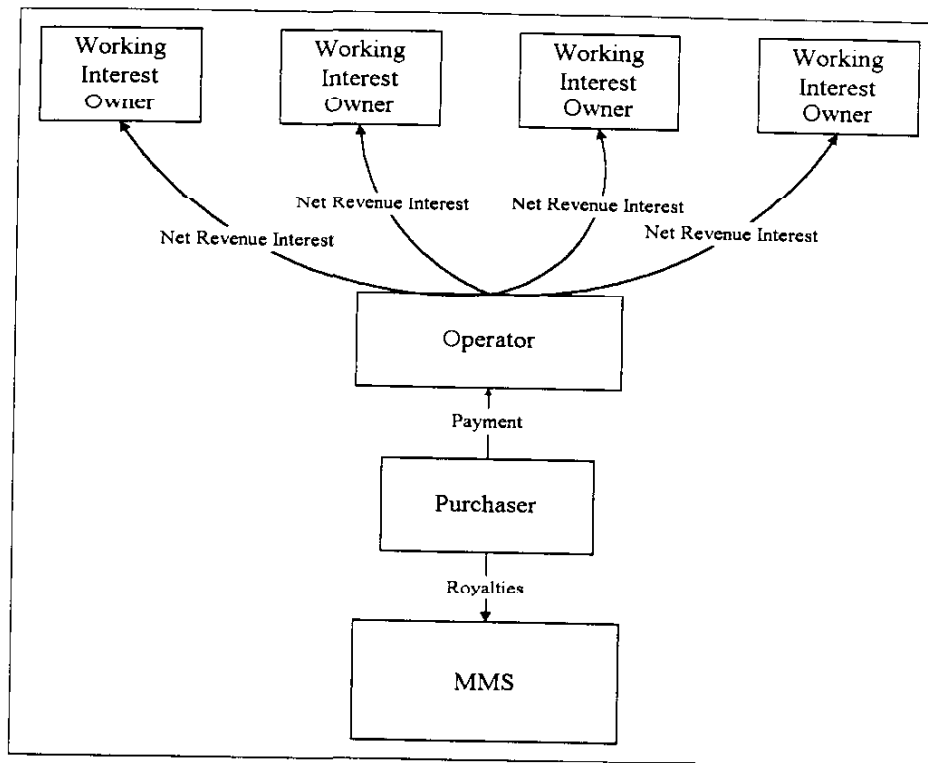 Working
Interest
Owner
Working
Interest
Owner
Working
Interest
Owner
Working
Interest
Owner
Net Revenue Interest
Net Revenue Interest
Net Revenue Interest
Net Revenue Interest
Operator
Payment
Purchaser
Royalties
MMS